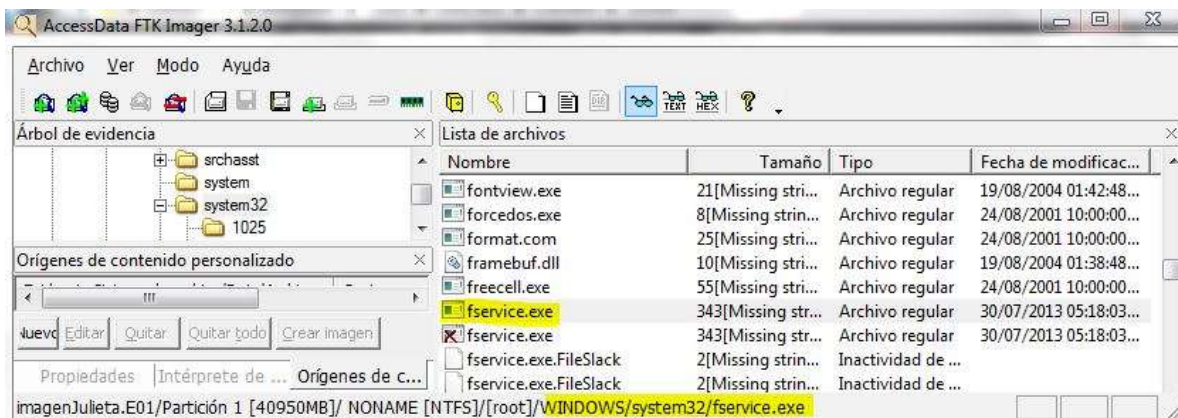 AccessData FTK Imager 3.1.2.0
Archivo Ver Modo Ayuda
TEXT HEX
Árbol de evidencia
srchasst
system
system32
1025
Orígenes de contenido personalizado
Editar Quitar Quitar todo Crear imagen
Propiedades Intérprete de ... Orígenes de c...
Lista de archivos
Nombre Tamaño Tipo Fecha de modificac...
fontview.exe 21[Missing stri... Archivo regular 19/08/2004 01:42:48...
forcedos.exe 8[Missing strin... Archivo regular 24/08/2001 10:00:00...
format.com 25[Missing stri... Archivo regular 24/08/2001 10:00:00...
framebuf.dll 10[Missing stri... Archivo regular 19/08/2004 01:38:48...
freecell.exe 55[Missing stri... Archivo regular 24/08/2001 10:00:00...
fservice.exe 343[Missing str... Archivo regular 30/07/2013 05:18:03...
fservice.exe 343[Missing str... Archivo regular 30/07/2013 05:18:03...
fservice.exe.FileSlack 2[Missing strin... Inactividad de ...
fservice.exe.FileSlack 2[Missing strin... Inactividad de ...
imagenJulieta.E01/Partición 1 [40950MB]/ NONAME [NTFS]/[root]/WINDOWS/system32/fservice.exe